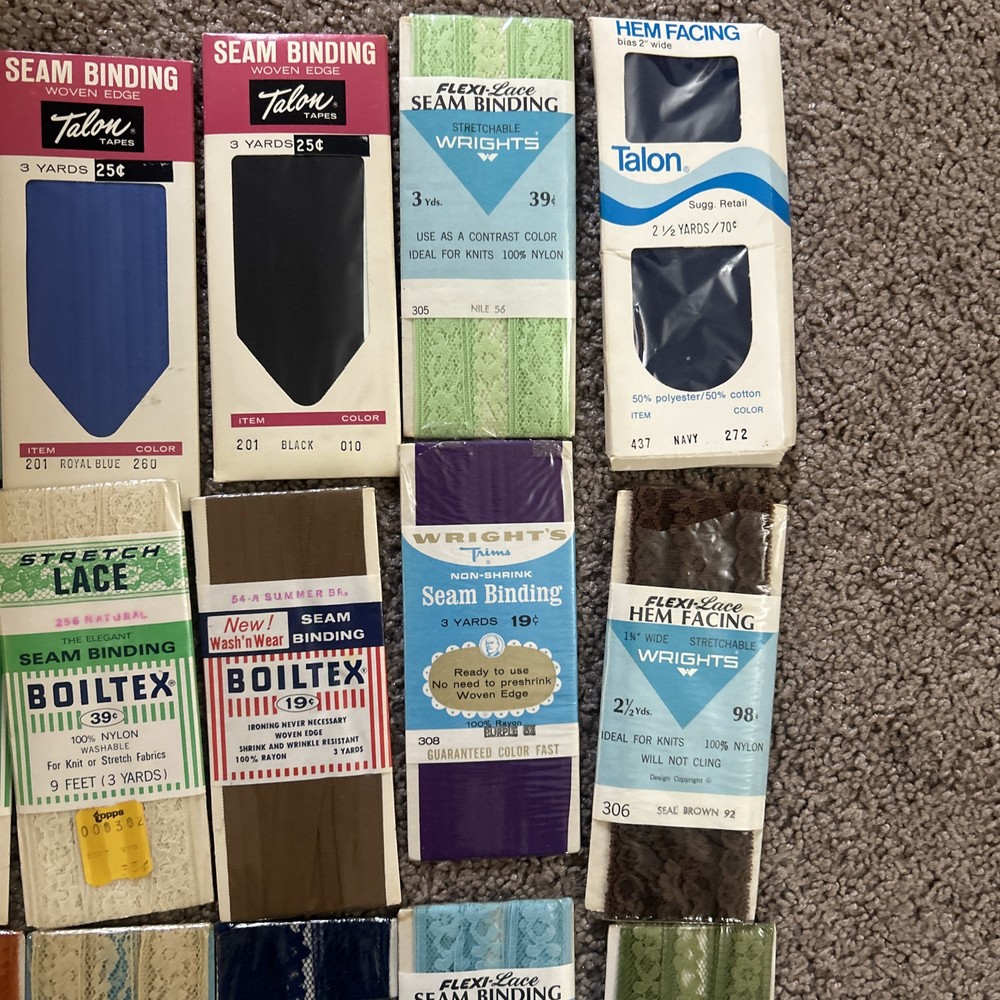 SEAM BINDING
WOVEN EDGE
Talon®
TAPES
3 YARDS 25¢
ITEM COLOR
201 ROYAL BLUE 260
SEAM BINDING
WOVEN EDGE
Talon®
TAPES
3 YARDS 25¢
ITEM COLOR
201 BLACK 010
FLEXI-Lace
SEAM BINDING
STRETCHABLE
WRIGHTS®
3 Yds. 39¢
USE AS A CONTRAST COLOR
IDEAL FOR KNITS 100% NYLON
305 NILE 56
HEM FACING
bias 2" wide
Talon®
Sugg. Retail
2 ½ YARDS/70¢
50% polyester/50% cotton
ITEM COLOR
437 NAVY 272
STRETCH
LACE
256 NATURAL
THE ELEGANT
SEAM BINDING
BOILTEX®
39¢
100% NYLON
WASHABLE
For Knit or Stretch Fabrics
9 FEET (3 YARDS)
topps
54-A SUMMER BR.
New!
Wash'n Wear
SEAM
BINDING
BOILTEX®
19¢
IRONING NEVER NECESSARY
WOVEN EDGE
SHRINK AND WRINKLE RESISTANT
100% RAYON 3 YARDS
WRIGHT'S
Trims
®
NON-SHRINK
Seam Binding
3 YARDS 19¢
Ready to use
No need to preshrink
Woven Edge
100% Rayon
308 PURPLE
GUARANTEED COLOR FAST
FLEXI-Lace
HEM FACING
1¾" WIDE STRETCHABLE
WRIGHTS®
2½ Yds. 98¢
IDEAL FOR KNITS 100% NYLON
WILL NOT CLING
Design Copyright ©
306 SEAL BROWN 92
FLEXI-Lace
SEAM BINDING